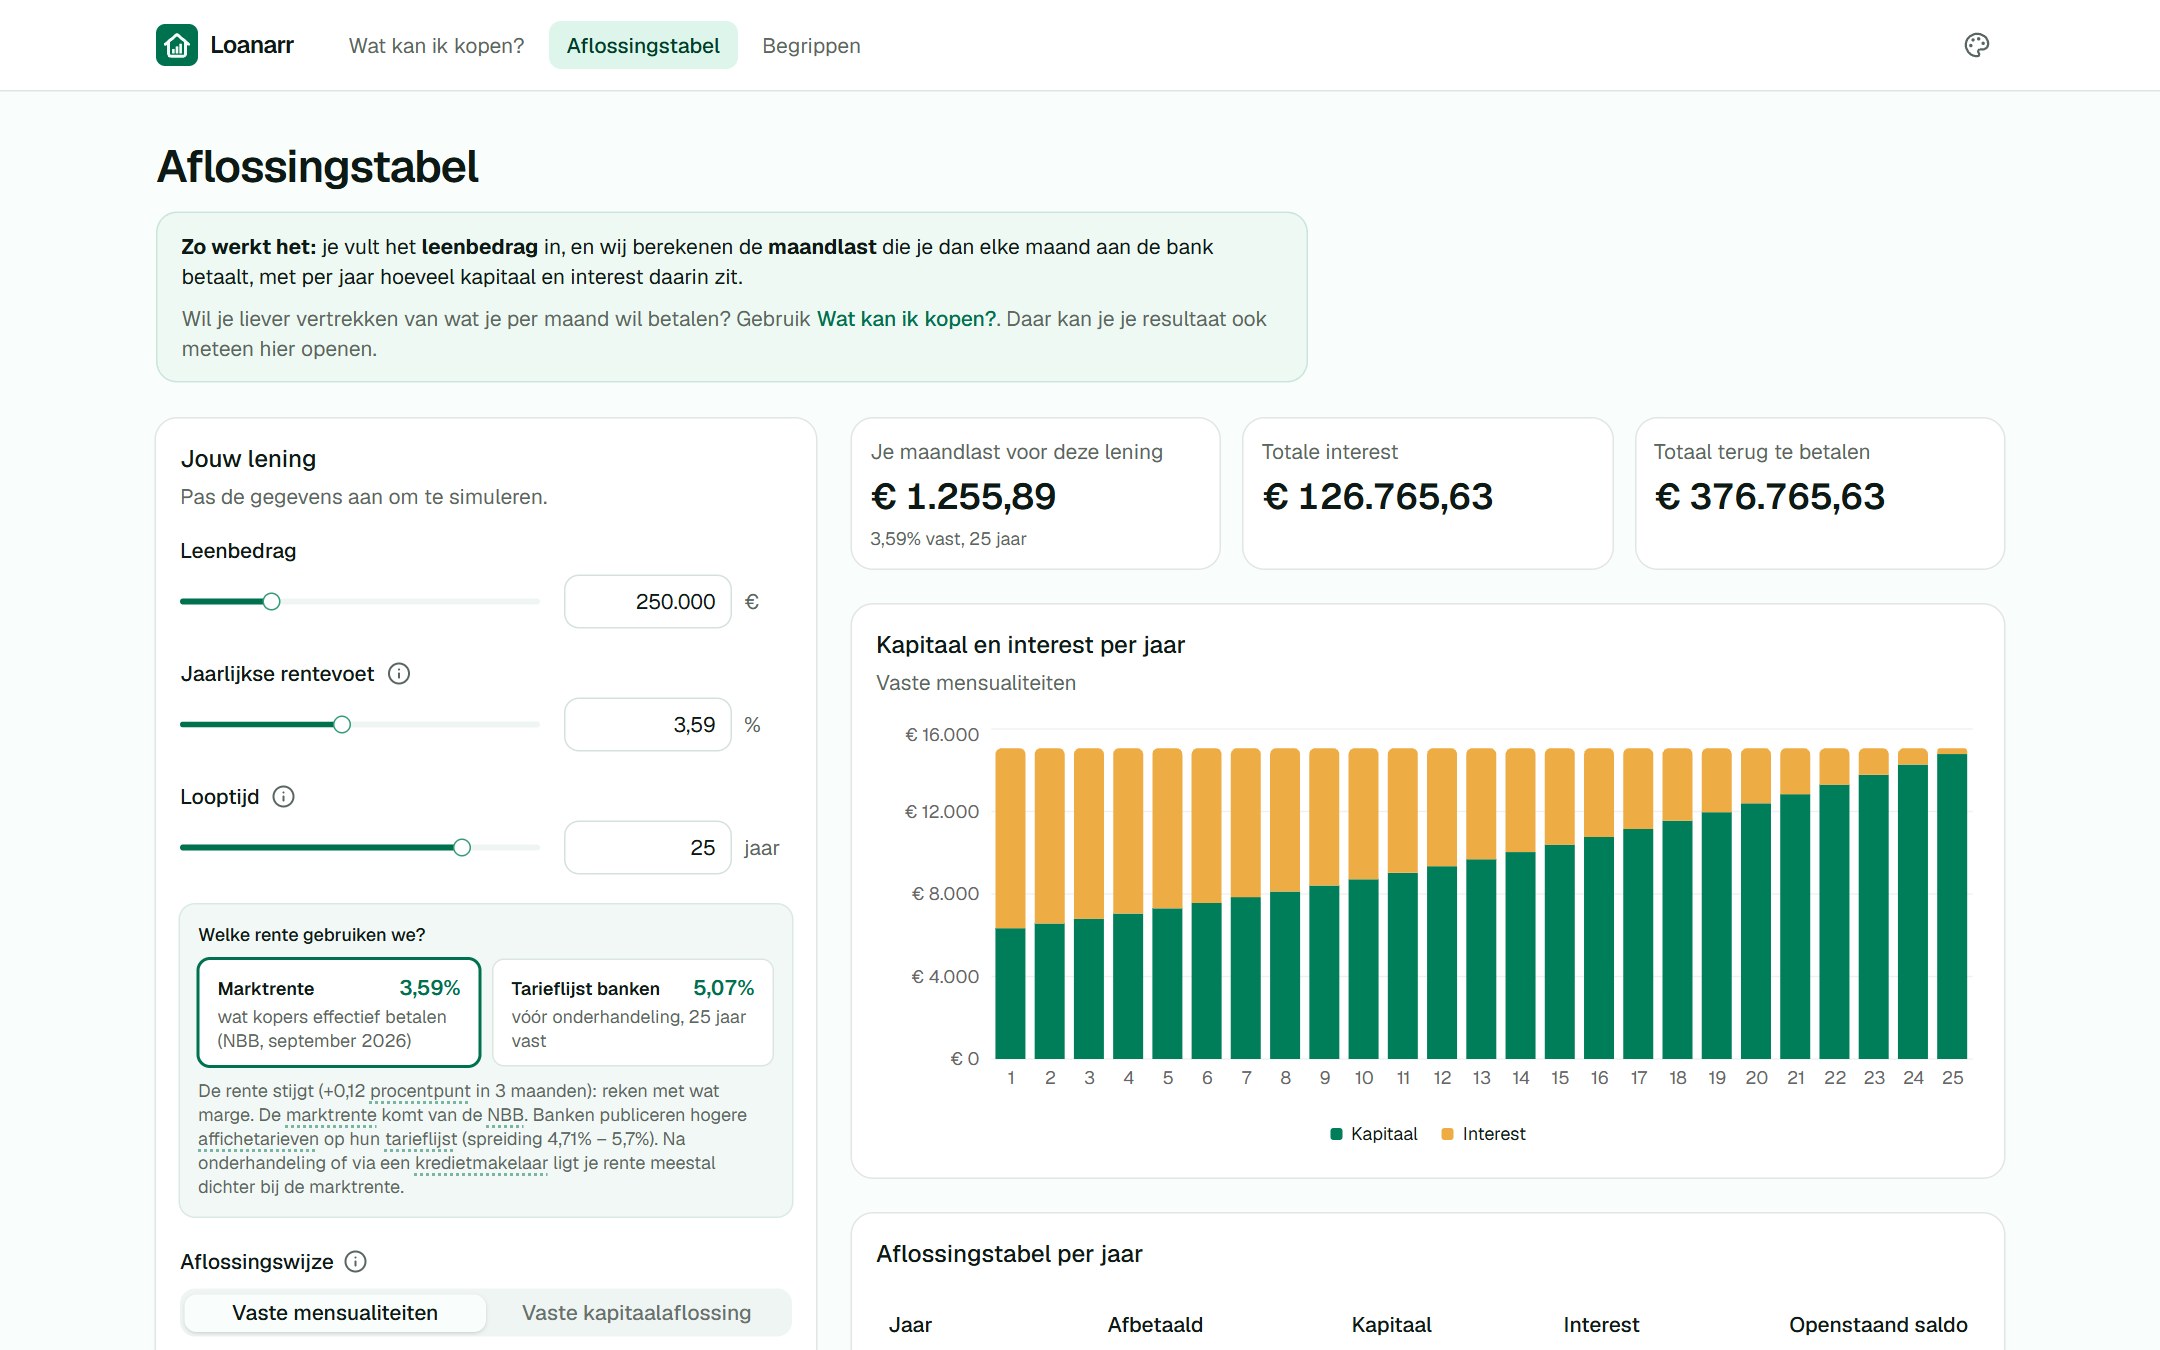 Loanarr
Wat kan ik kopen?
Aflossingstabel
Begrippen
Aflossingstabel
Zo werkt het: je vult het leenbedrag in, en wij berekenen de maandlast die je dan elke maand aan de bank
betaalt, met per jaar hoeveel kapitaal en interest daarin zit.
Wil je liever vertrekken van wat je per maand wil betalen? Gebruik Wat kan ik kopen?. Daar kan je je resultaat ook
meteen hier openen.
Jouw lening
Pas de gegevens aan om te simuleren.
Leenbedrag
250.000 €
Jaarlijkse rentevoet
3,59 %
Looptijd
25 jaar
Welke rente gebruiken we?
Marktrente 3,59%
wat kopers effectief betalen
(NBB, september 2026)
Tarieflijst banken 5,07%
vóór onderhandeling, 25 jaar
vast
De rente stijgt (+0,12 procentpunt in 3 maanden): reken met wat
marge. De marktrente komt van de NBB. Banken publiceren hogere
affichetarieven op hun tarieflijst (spreiding 4,71% – 5,7%). Na
onderhandeling of via een kredietmakelaar ligt je rente meestal
dichter bij de marktrente.
Aflossingswijze
Vaste mensualiteiten
Vaste kapitaalaflossing
Je maandlast voor deze lening
€ 1.255,89
3,59% vast, 25 jaar
Totale interest
€ 126.765,63
Totaal terug te betalen
€ 376.765,63
Kapitaal en interest per jaar
Vaste mensualiteiten
€ 16.000
€ 12.000
€ 8.000
€ 4.000
€ 0
1 2 3 4 5 6 7 8 9 10 11 12 13 14 15 16 17 18 19 20 21 22 23 24 25
Kapitaal Interest
Aflossingstabel per jaar
Jaar Afbetaald Kapitaal Interest Openstaand saldo